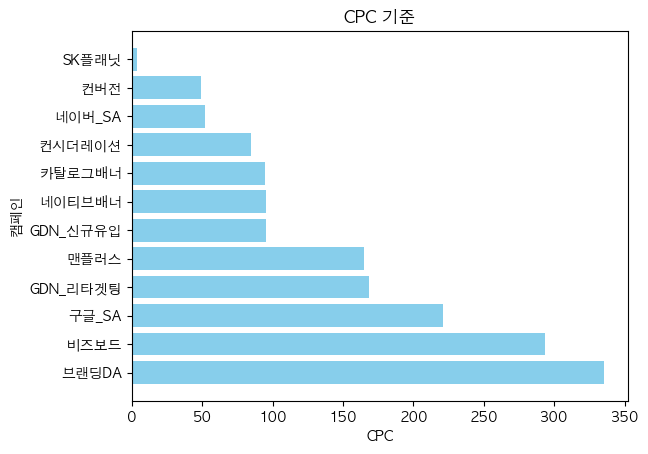 CPC 기준
SK플래닛
컨버전
네이버_SA
컨시더레이션
카탈로그배너
네이티브배너
GDN_신규유입
맨플러스
GDN_리타겟팅
구글_SA
비즈보드
브랜딩DA
캠페인
0 50 100 150 200 250 300 350
CPC